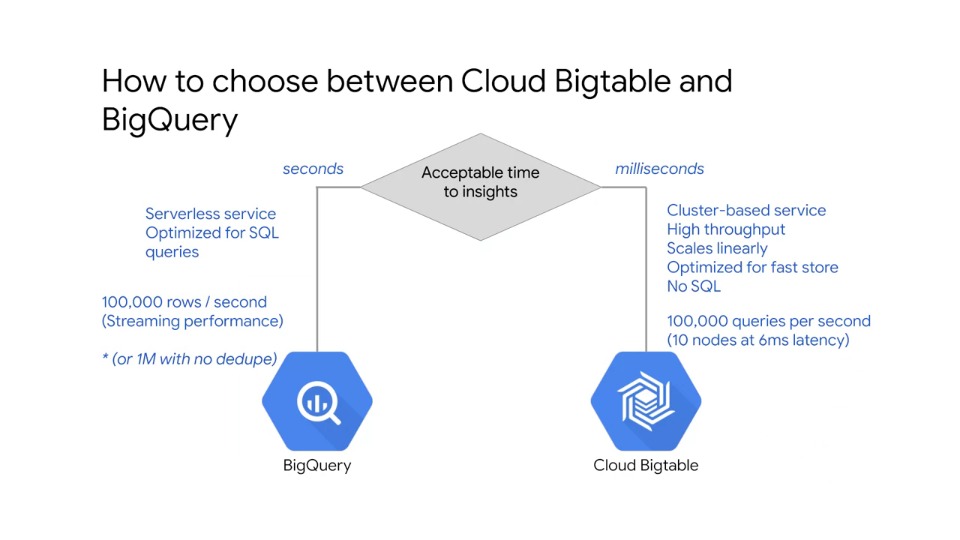 How to choose between Cloud Bigtable and
BigQuery
seconds
Acceptable time
to insights
milliseconds
Serverless service
Optimized for SQL
queries
100,000 rows / second
(Streaming performance)
* (or 1M with no dedupe)
Cluster-based service
High throughput
Scales linearly
Optimized for fast store
No SQL
100,000 queries per second
(10 nodes at 6ms latency)
BigQuery
Cloud Bigtable